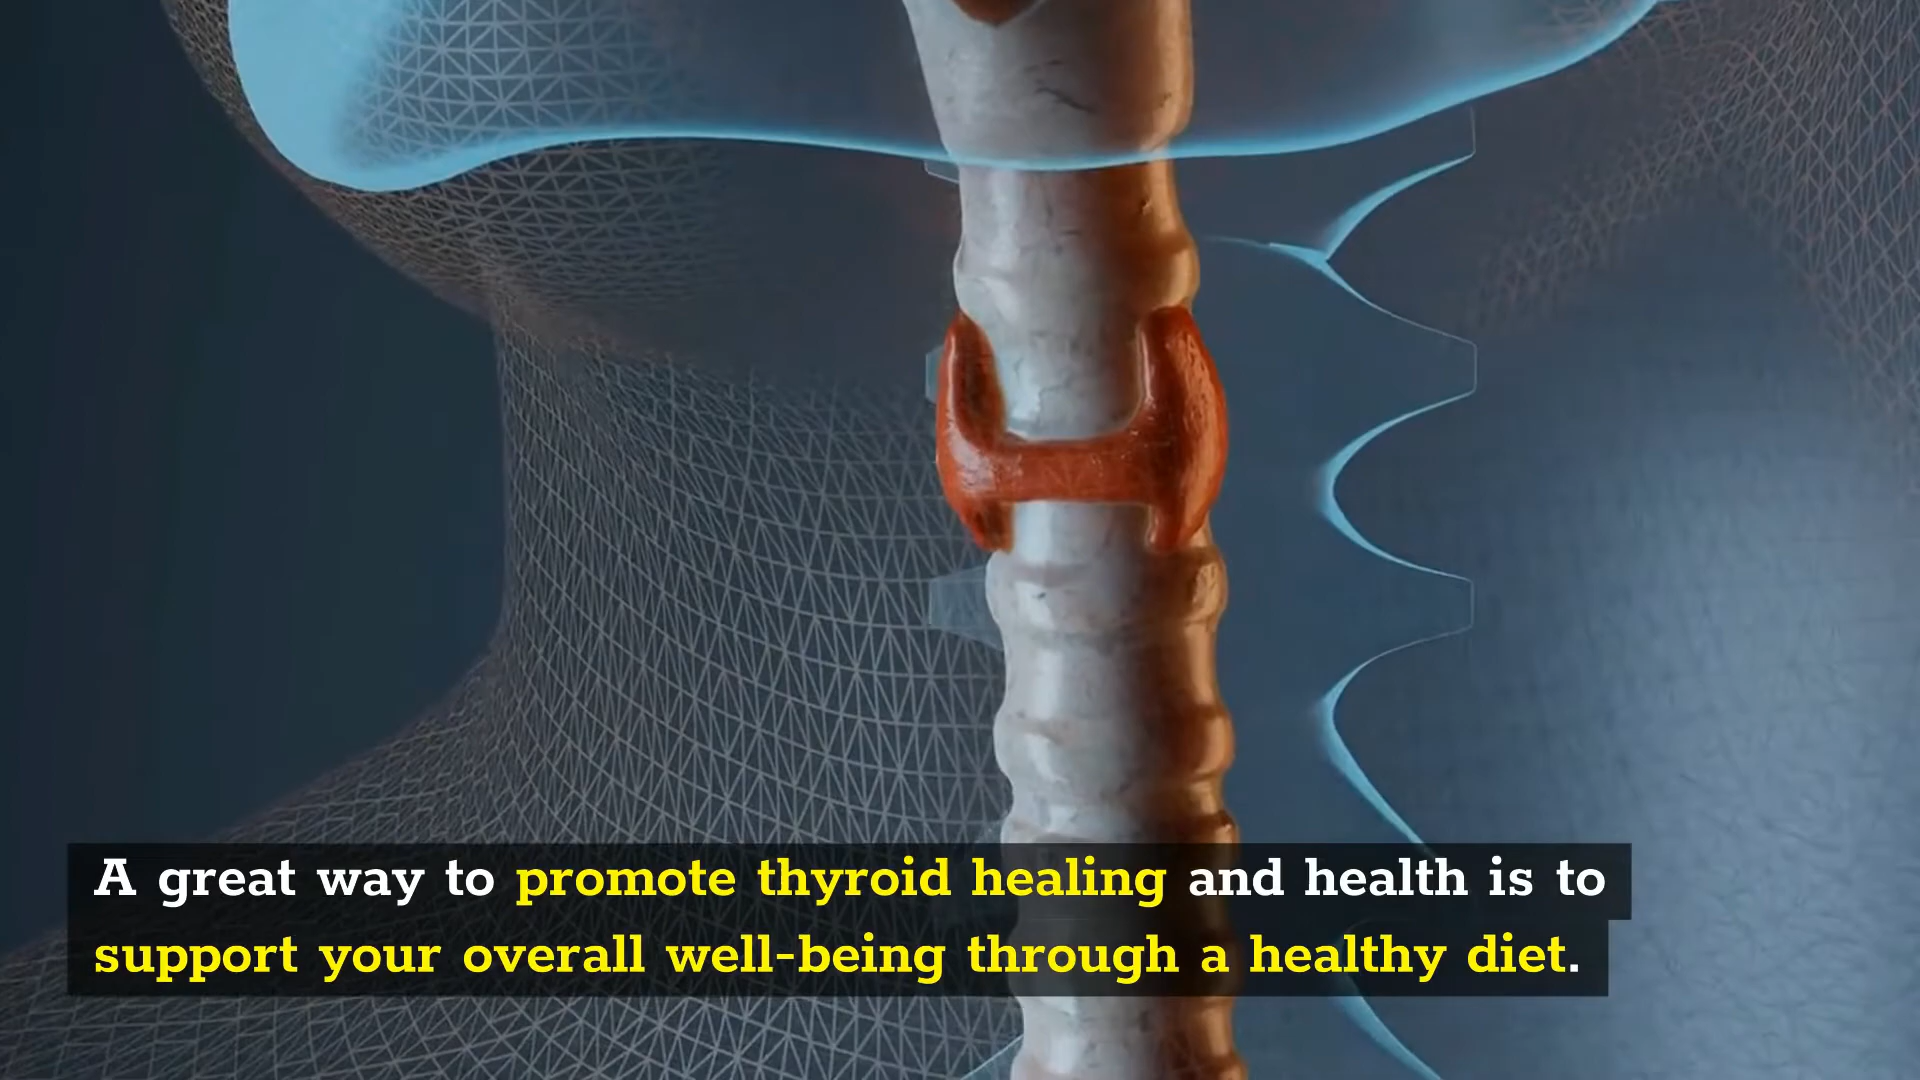 A great way to promote thyroid healing and health is to
support your overall well-being through a healthy diet.